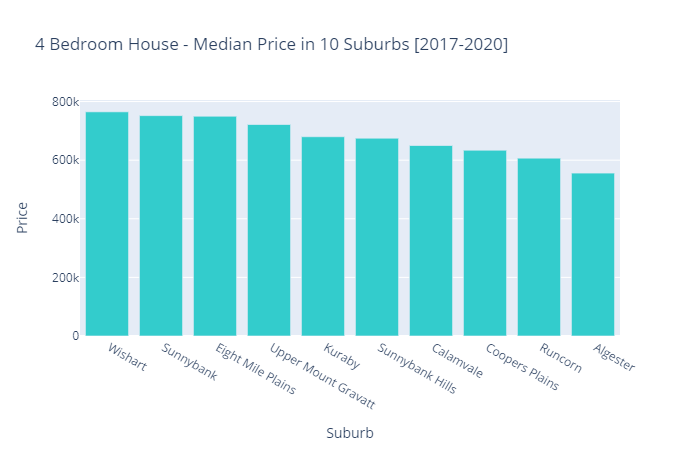 4 Bedroom House - Median Price in 10 Suburbs [2017-2020]
800k
600k
400k
200k
0
Price
Wishart
Sunnybank
Eight Mile Plains
Upper Mount Gravatt
Kuraby
Sunnybank Hills
Calamvale
Coopers Plains
Runcorn
Algester
Suburb